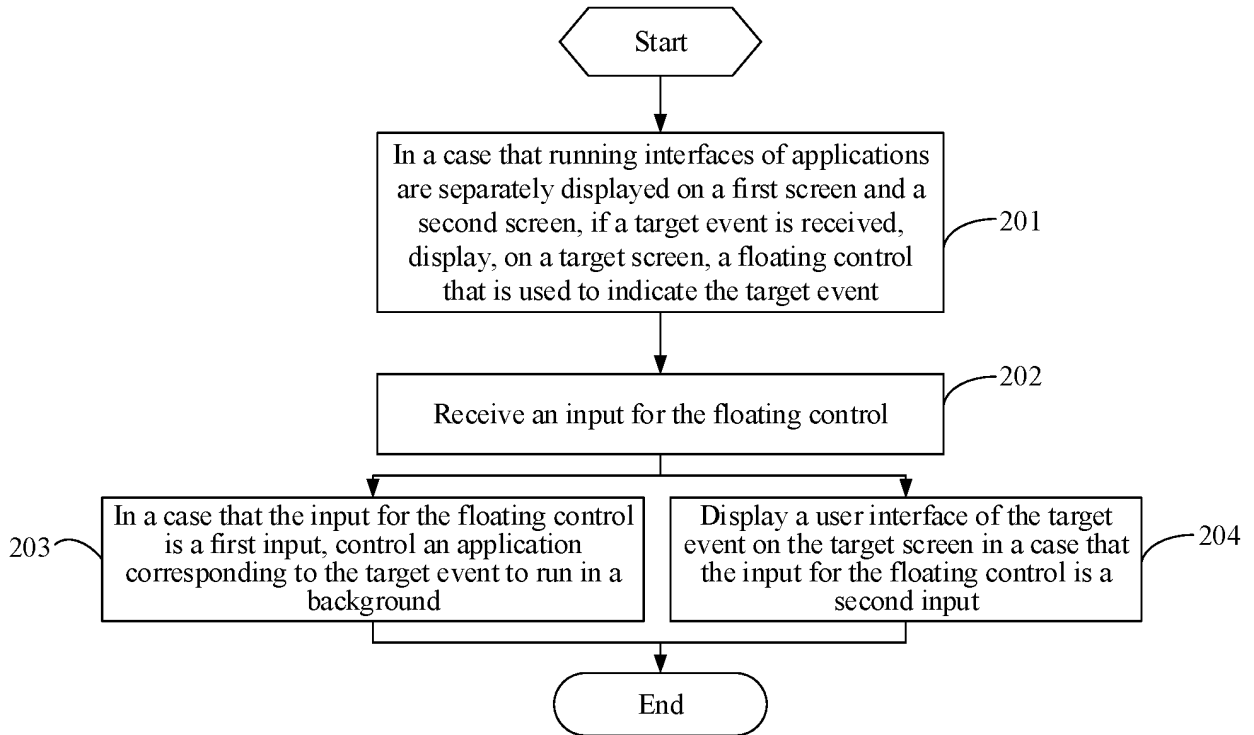 Start
In a case that running interfaces of applications
are separately displayed on a first screen and a
second screen, if a target event is received,
display, on a target screen, a floating control
that is used to indicate the target event
201
202
Receive an input for the floating control
In a case that the input for the floating control
is a first input, control an application
corresponding to the target event to run in a
background
203
Display a user interface of the target
event on the target screen in a case that
the input for the floating control is a
second input
204
End